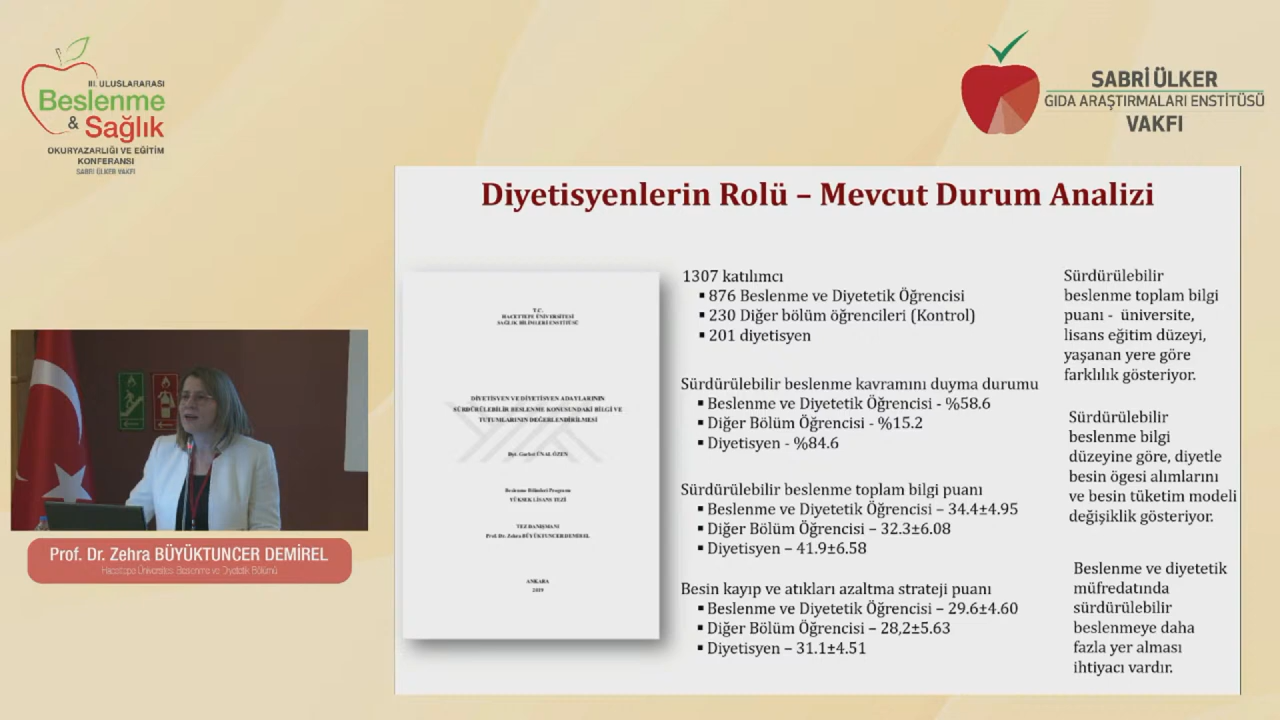 III. ULUSLARARASI
Beslenme
& Sağlık
OKURYAZARLIĞI VE EĞİTİM
KONFERANSI
SABRİ ÜLKER VAKFI
SABRİ ÜLKER
GIDA ARAŞTIRMALARI ENSTİTÜSÜ
VAKFI
Diyetisyenlerin Rolü – Mevcut Durum Analizi
T.C.
HACETTEPE ÜNİVERSİTESİ
SAĞLIK BİLİMLERİ ENSTİTÜSÜ
DİYETİSYEN VE DİYETİSYEN ADAYLARININ
SÜRDÜRÜLEBİLİR BESLENME KONUSUNDAKİ BİLGİ VE
TUTUMLARININ DEĞERLENDİRİLMESİ
Dyt. Gurbet ÜNAL ÖZEN
Beslenme Bilimleri Programı
YÜKSEK LİSANS TEZİ
TEZ DANIŞMANI
Prof. Dr. Zehra BÜYÜKTUNCER DEMİREL
ANKARA
2019
1307 katılımcı
▪ 876 Beslenme ve Diyetetik Öğrencisi
▪ 230 Diğer bölüm öğrencileri (Kontrol)
▪ 201 diyetisyen
Sürdürülebilir beslenme kavramını duyma durumu
▪ Beslenme ve Diyetetik Öğrencisi - %58.6
▪ Diğer Bölüm Öğrencisi - %15.2
▪ Diyetisyen - %84.6
Sürdürülebilir beslenme toplam bilgi puanı
▪ Beslenme ve Diyetetik Öğrencisi – 34.4±4.95
▪ Diğer Bölüm Öğrencisi – 32.3±6.08
▪ Diyetisyen – 41.9±6.58
Besin kayıp ve atıkları azaltma strateji puanı
▪ Beslenme ve Diyetetik Öğrencisi – 29.6±4.60
▪ Diğer Bölüm Öğrencisi – 28,2±5.63
▪ Diyetisyen – 31.1±4.51
Sürdürülebilir
beslenme toplam bilgi
puanı - üniversite,
lisans eğitim düzeyi,
yaşanan yere göre
farklılık gösteriyor.
Sürdürülebilir
beslenme bilgi
düzeyine göre, diyetle
besin ögesi alımlarını
ve besin tüketim modeli
değişiklik gösteriyor.
Beslenme ve diyetetik
müfredatında
sürdürülebilir
beslenmeye daha
fazla yer alması
ihtiyacı vardır.
Prof. Dr. Zehra BÜYÜKTUNCER DEMİREL
Hacettepe Üniversitesi Beslenme ve Diyetetik Bölümü